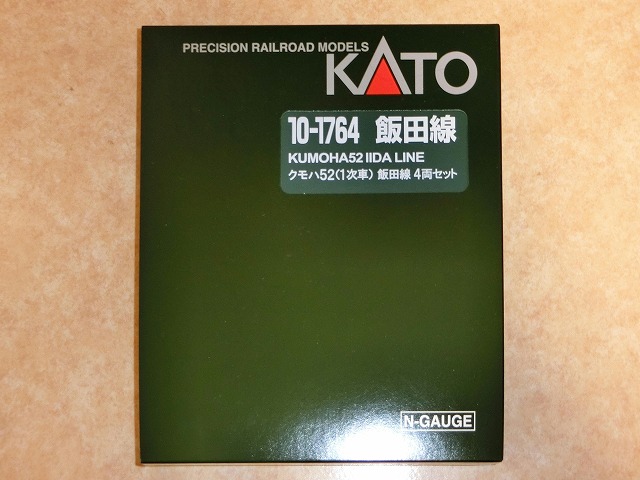 PRECISION RAILROAD MODELS
KATO
10-1764 飯田線
KUMOHA52 IIDA LINE
クモハ52(1次車) 飯田線 4両セット
N-GAUGE